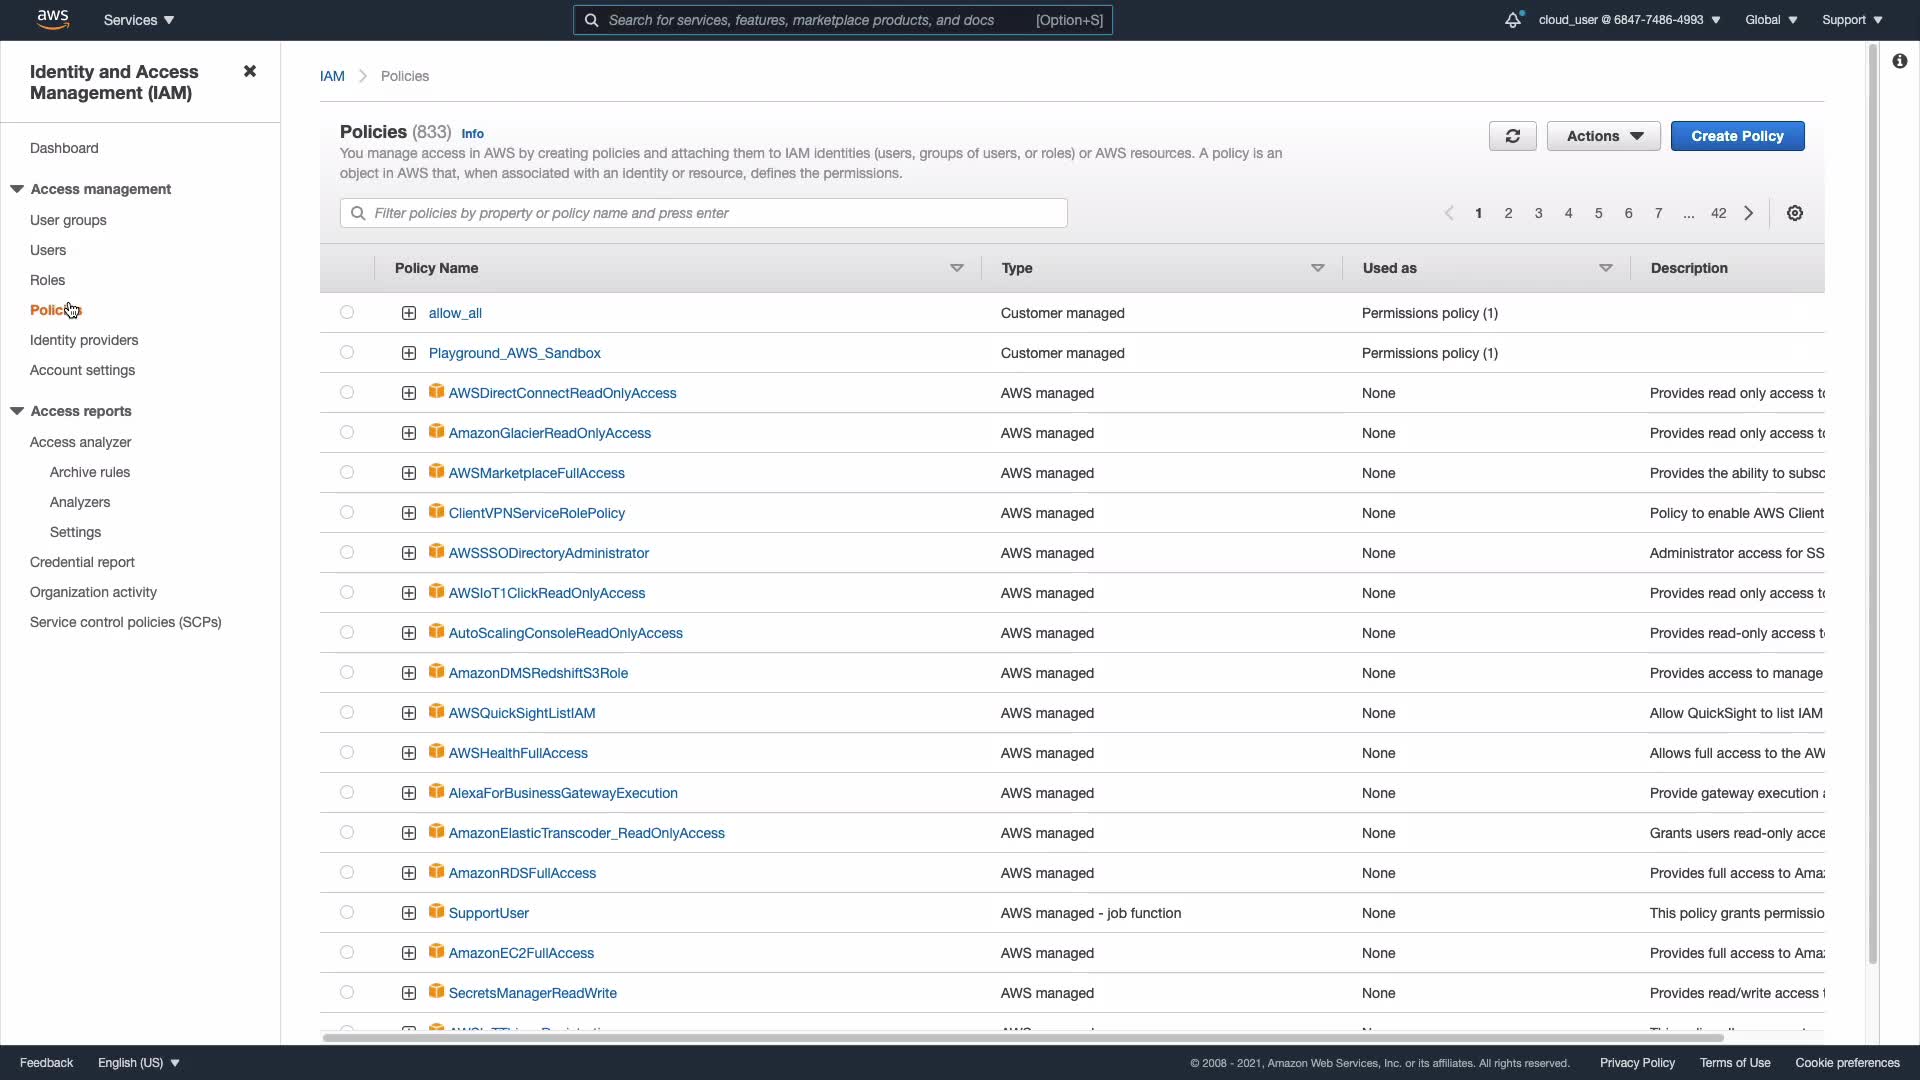 aws
Services
Search for services, features, marketplace products, and docs [Option+S]
cloud_user @ 6847-7486-4993
Global
Support
Identity and Access
Management (IAM)
Dashboard
Access management
User groups
Users
Roles
Policies
Identity providers
Account settings
Access reports
Access analyzer
Archive rules
Analyzers
Settings
Credential report
Organization activity
Service control policies (SCPs)
IAM
Policies
Policies (833) Info
You manage access in AWS by creating policies and attaching them to IAM identities (users, groups of users, or roles) or AWS resources. A policy is an
object in AWS that, when associated with an identity or resource, defines the permissions.
Actions
Create Policy
Filter policies by property or policy name and press enter
1 2 3 4 5 6 7 ... 42
Policy Name Type Used as Description
allow_all Customer managed Permissions policy (1)
Playground_AWS_Sandbox Customer managed Permissions policy (1)
AWSDirectConnectReadOnlyAccess AWS managed None Provides read only access to
AmazonGlacierReadOnlyAccess AWS managed None Provides read only access to
AWSMarketplaceFullAccess AWS managed None Provides the ability to subsc
ClientVPNServiceRolePolicy AWS managed None Policy to enable AWS Client
AWSSSODirectoryAdministrator AWS managed None Administrator access for SS
AWSIoT1ClickReadOnlyAccess AWS managed None Provides read only access to
AutoScalingConsoleReadOnlyAccess AWS managed None Provides read-only access t
AmazonDMSRedshiftS3Role AWS managed None Provides access to manage
AWSQuickSightListIAM AWS managed None Allow QuickSight to list IAM
AWSHealthFullAccess AWS managed None Allows full access to the AW
AlexaForBusinessGatewayExecution AWS managed None Provide gateway execution a
AmazonElasticTranscoder_ReadOnlyAccess AWS managed None Grants users read-only acce
AmazonRDSFullAccess AWS managed None Provides full access to Ama
SupportUser AWS managed - job function None This policy grants permissio
AmazonEC2FullAccess AWS managed None Provides full access to Ama
SecretsManagerReadWrite AWS managed None Provides read/write access t
Feedback
English (US)
© 2008 - 2021, Amazon Web Services, Inc. or its affiliates. All rights reserved.
Privacy Policy
Terms of Use
Cookie preferences